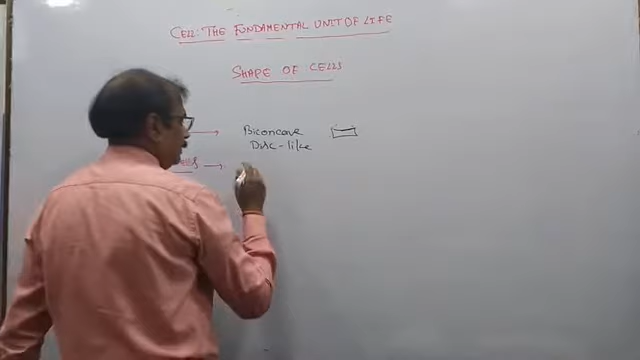 CELL: THE FUNDAMENTAL UNIT OF LIFE
SHAPE OF CELLS
Biconcave
Disc-like